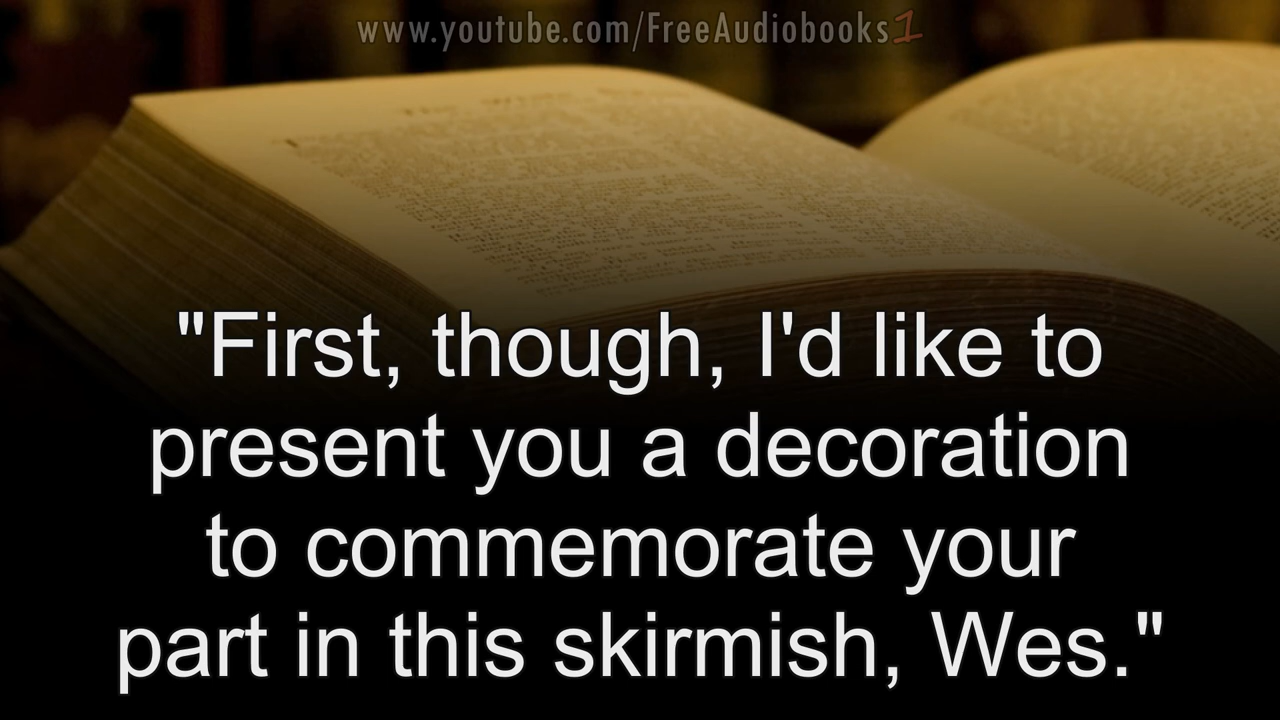 www.youtube.com/FreeAudiobooks1
"First, though, I'd like to
present you a decoration
to commemorate your
part in this skirmish, Wes."